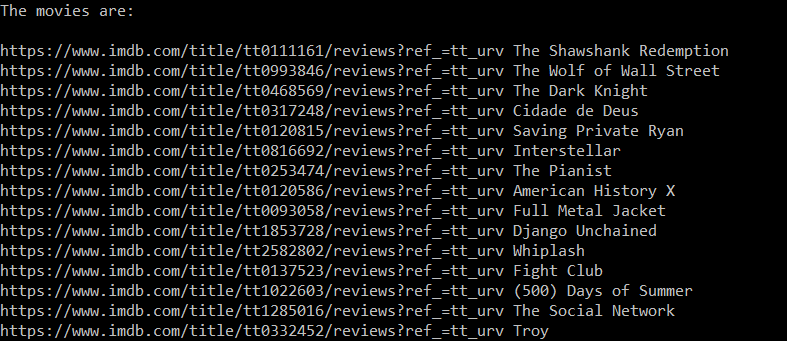 The movies are:
https://www.imdb.com/title/tt0111161/reviews?ref_=tt_urv The Shawshank Redemption
https://www.imdb.com/title/tt0993846/reviews?ref_=tt_urv The Wolf of Wall Street
https://www.imdb.com/title/tt0468569/reviews?ref_=tt_urv The Dark Knight
https://www.imdb.com/title/tt0317248/reviews?ref_=tt_urv Cidade de Deus
https://www.imdb.com/title/tt0120815/reviews?ref_=tt_urv Saving Private Ryan
https://www.imdb.com/title/tt0816692/reviews?ref_=tt_urv Interstellar
https://www.imdb.com/title/tt0253474/reviews?ref_=tt_urv The Pianist
https://www.imdb.com/title/tt0120586/reviews?ref_=tt_urv American History X
https://www.imdb.com/title/tt0093058/reviews?ref_=tt_urv Full Metal Jacket
https://www.imdb.com/title/tt1853728/reviews?ref_=tt_urv Django Unchained
https://www.imdb.com/title/tt2582802/reviews?ref_=tt_urv Whiplash
https://www.imdb.com/title/tt0137523/reviews?ref_=tt_urv Fight Club
https://www.imdb.com/title/tt1022603/reviews?ref_=tt_urv (500) Days of Summer
https://www.imdb.com/title/tt1285016/reviews?ref_=tt_urv The Social Network
https://www.imdb.com/title/tt0332452/reviews?ref_=tt_urv Troy